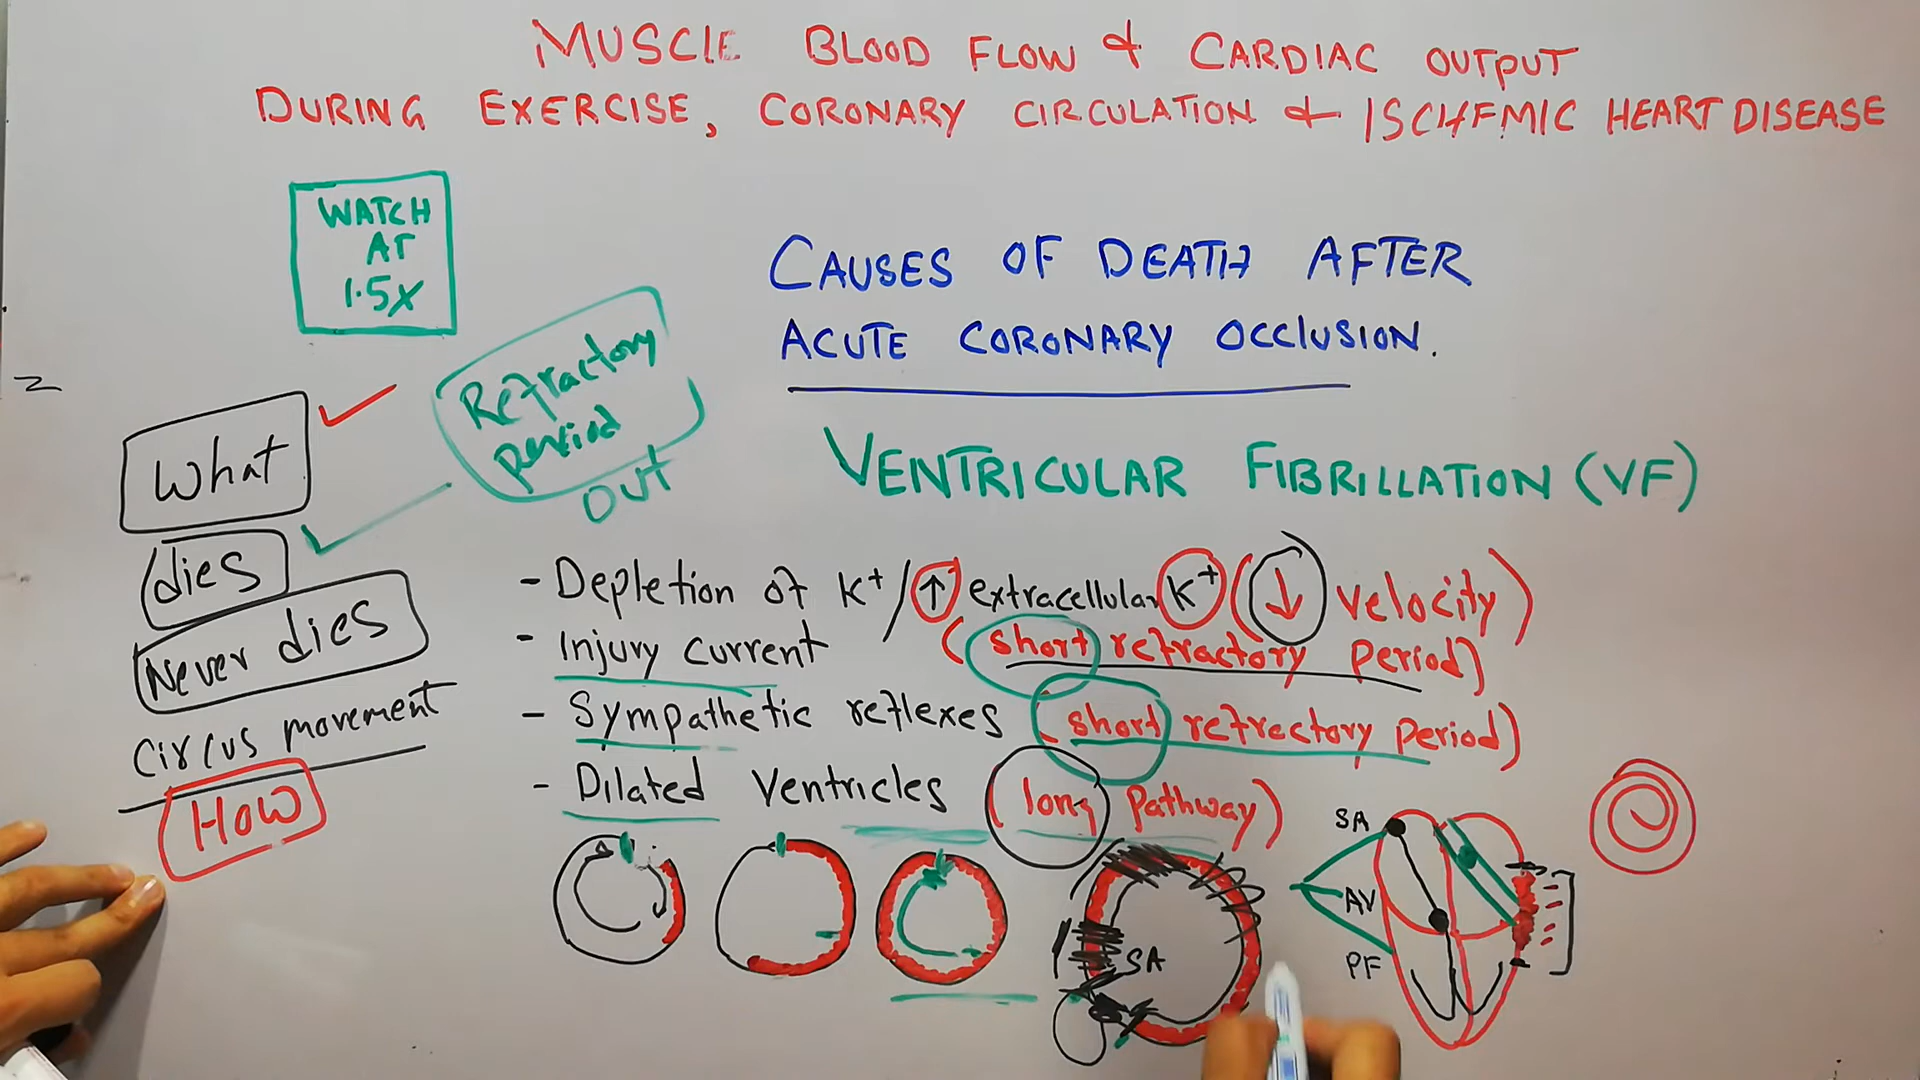 MUSCLE BLOOD FLOW & CARDIAC OUTPUT
DURING EXERCISE, CORONARY CIRCULATION & ISCHEMIC HEART DISEASE
WATCH
AT
1.5X
CAUSES OF DEATH AFTER
ACUTE CORONARY OCCLUSION.
Refractory
period
OUT
What
dies
Never dies
Circus movement
How
VENTRICULAR FIBRILLATION (VF)
- Depletion of K+/↑ extracellular K+ (↓ velocity)
- Injury current (short refractory period)
- Sympathetic reflexes (short refractory period)
- Dilated Ventricles (long pathway)
SA
SA
AV
PF